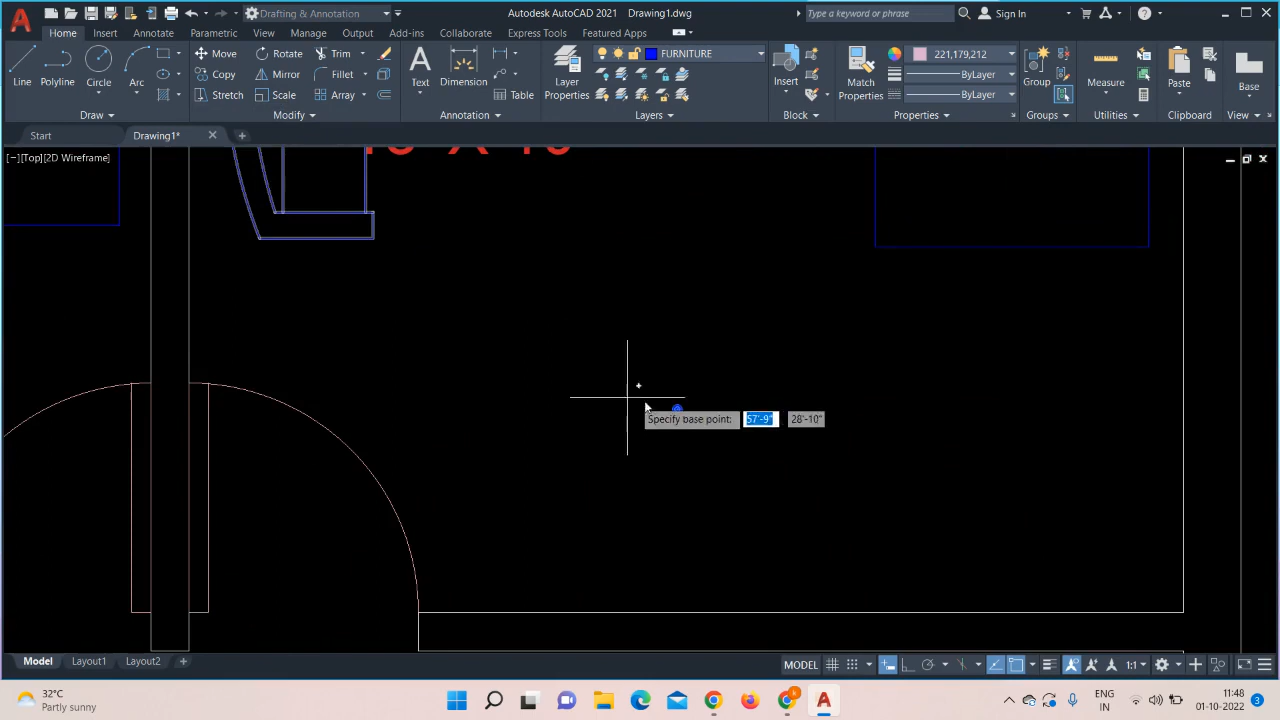 Drafting & Annotation
Autodesk AutoCAD 2021 Drawing1.dwg
Type a keyword or phrase
Sign In
Home Insert Annotate Parametric View Manage Output Add-ins Collaborate Express Tools Featured Apps
Line Polyline Circle Arc
Move Rotate Trim
Copy Mirror Fillet
Stretch Scale Array
Text Dimension Table
Layer Properties
FURNITURE
Insert
Match Properties
221,179,212
ByLayer
ByLayer
Group Measure Paste Base
Draw Modify Annotation Layers Block Properties Groups Utilities Clipboard View
Start Drawing1*
[−][Top][2D Wireframe]
Specify base point: 57'-9" 28'-10"
Model Layout1 Layout2
MODEL 1:1
32°C
Partly sunny
ENG
IN
11:48
01-10-2022
3